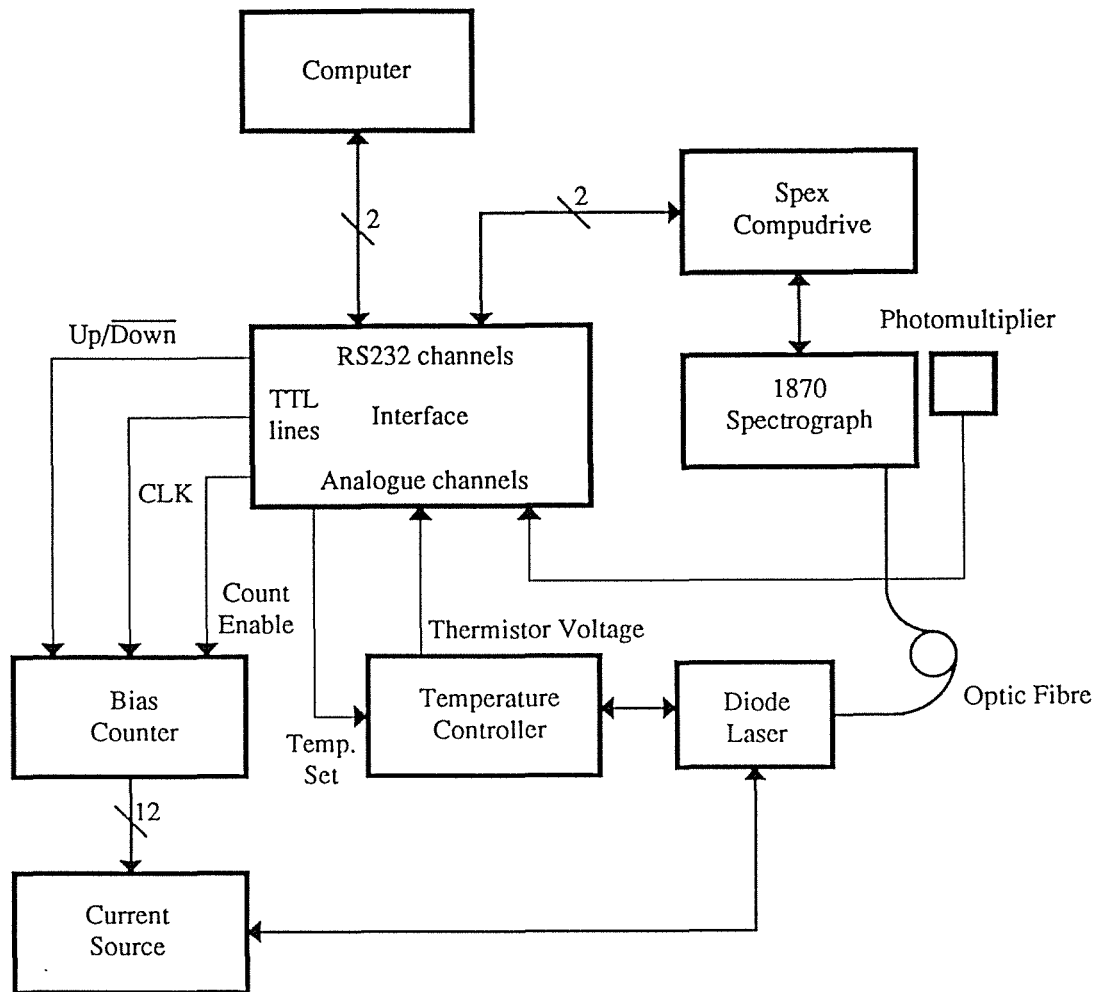 Computer
2
2
Spex
Compudrive
Up/Down
Photomultiplier
RS232 channels
TTL
lines
Interface
1870
Spectrograph
Analogue channels
CLK
Count
Enable
Thermistor Voltage
Bias
Counter
Temperature
Controller
Diode
Laser
Optic Fibre
Temp.
Set
12
Current
Source